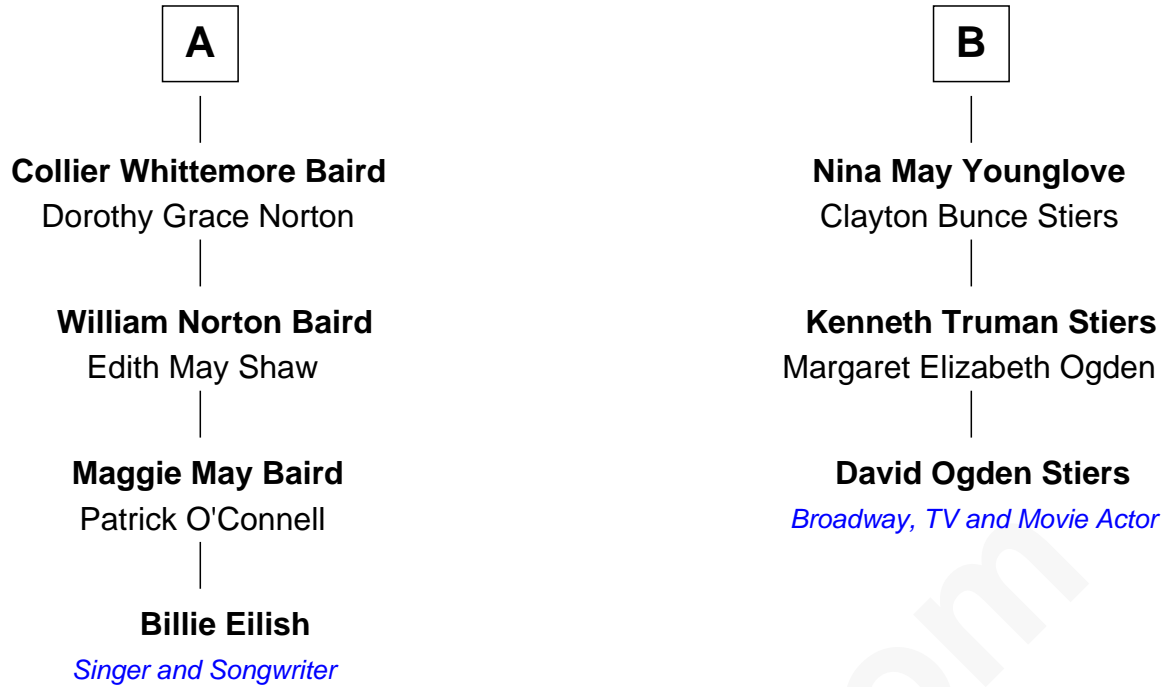 A
Collier Whittemore Baird
Dorothy Grace Norton
William Norton Baird
Edith May Shaw
Maggie May Baird
Patrick O'Connell
Billie Eilish
Singer and Songwriter
B
Nina May Younglove
Clayton Bunce Stiers
Kenneth Truman Stiers
Margaret Elizabeth Ogden
David Ogden Stiers
Broadway, TV and Movie Actor
om